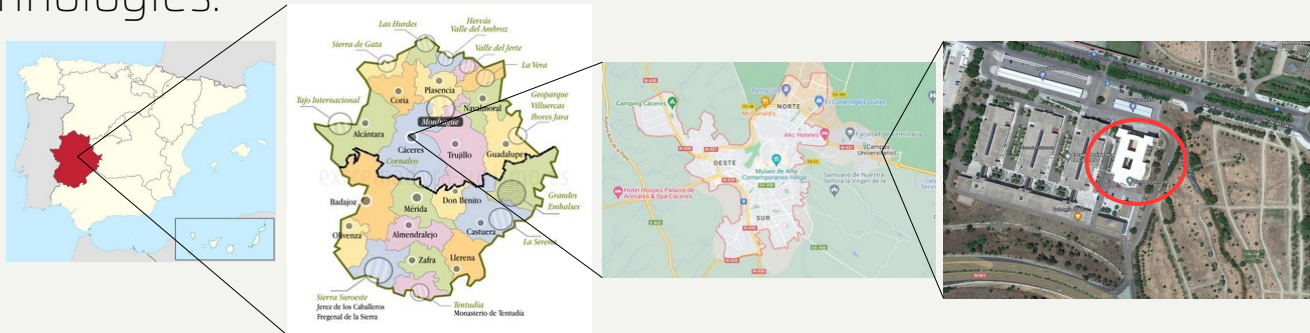 nnologies.
Las Hurdes
Hervás
Valle del Ambroz
Sierra de Gata
Valle del Jerte
La Vera
Coria
Plasencia
Navalmoral
Tajo Internacional
Geoparque
Villuercas
Ibores Jara
Monfragüe
Alcántara
Cáceres
Trujillo
Guadalupe
Cornalvo
Badajoz
Mérida
Don Benito
Grandes
Embalses
Olivenza
Almendralejo
Castuera
La Serena
Zafra
Llerena
Sierra Suroeste
Jerez de los Caballeros
Fregenal de la Sierra
Tentudía
Monasterio de Tentudía
Camping Cáceres
NORTE
McDonald's
El Corte Inglés Outlet
Ahc Hoteles
Facultad de Veterinaria
(Campus
Universitario)
OESTE
Museo de Arte
Contemporáneo Helga
Santuario de Nuestra
Señora la Virgen de la
Hotel Hospes Palacio de
Arenales & Spa Cáceres
SUR